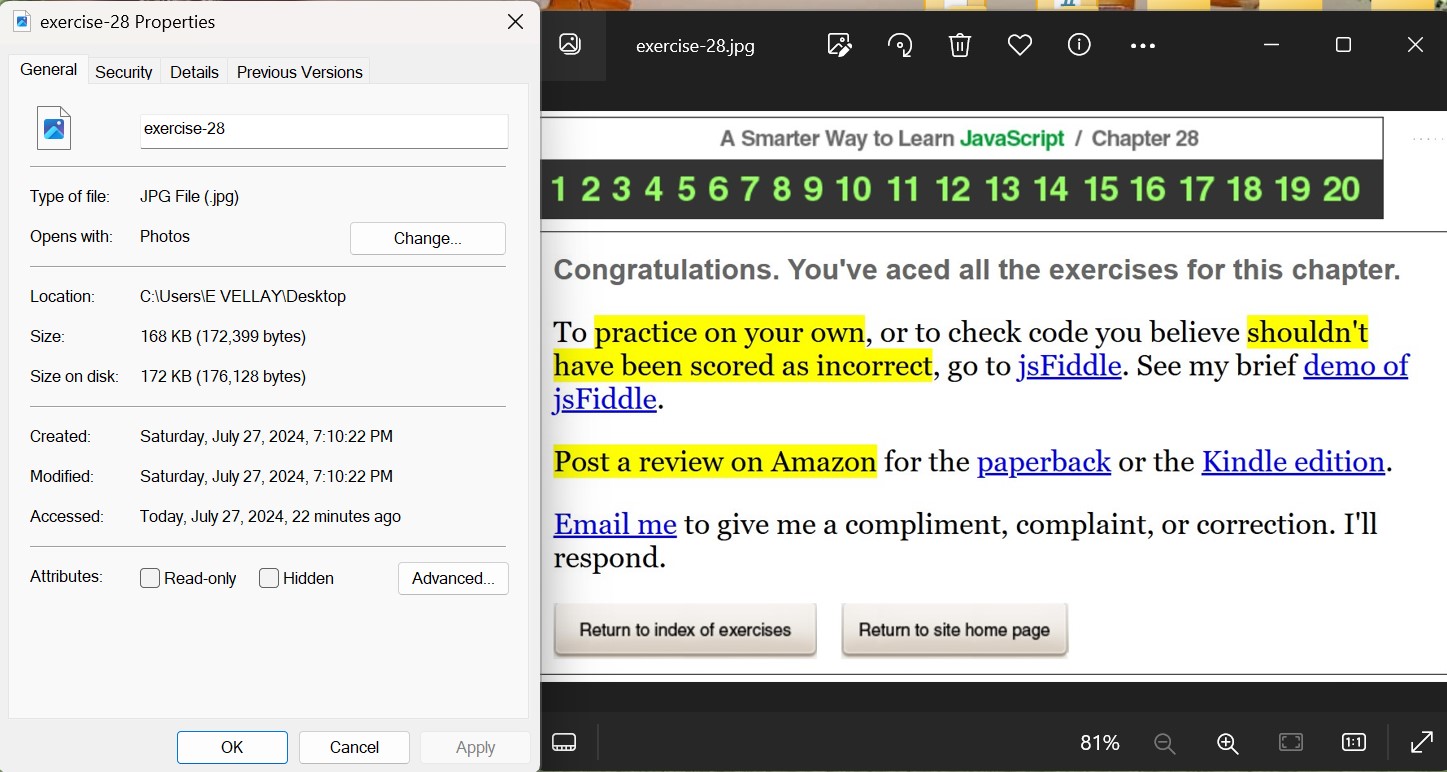 exercise-28 Properties
General Security Details Previous Versions
exercise-28
Type of file: JPG File (.jpg)
Opens with: Photos Change...
Location: C:\Users\E VELLAY\Desktop
Size: 168 KB (172,399 bytes)
Size on disk: 172 KB (176,128 bytes)
Created: Saturday, July 27, 2024, 7:10:22 PM
Modified: Saturday, July 27, 2024, 7:10:22 PM
Accessed: Today, July 27, 2024, 22 minutes ago
Attributes: Read-only Hidden Advanced...
OK Cancel Apply
exercise-28.jpg
A Smarter Way to Learn JavaScript / Chapter 28
1 2 3 4 5 6 7 8 9 10 11 12 13 14 15 16 17 18 19 20
Congratulations. You've aced all the exercises for this chapter.
To practice on your own, or to check code you believe shouldn't
have been scored as incorrect, go to jsFiddle. See my brief demo of
jsFiddle.
Post a review on Amazon for the paperback or the Kindle edition.
Email me to give me a compliment, complaint, or correction. I'll
respond.
Return to index of exercises Return to site home page
81% 1:1